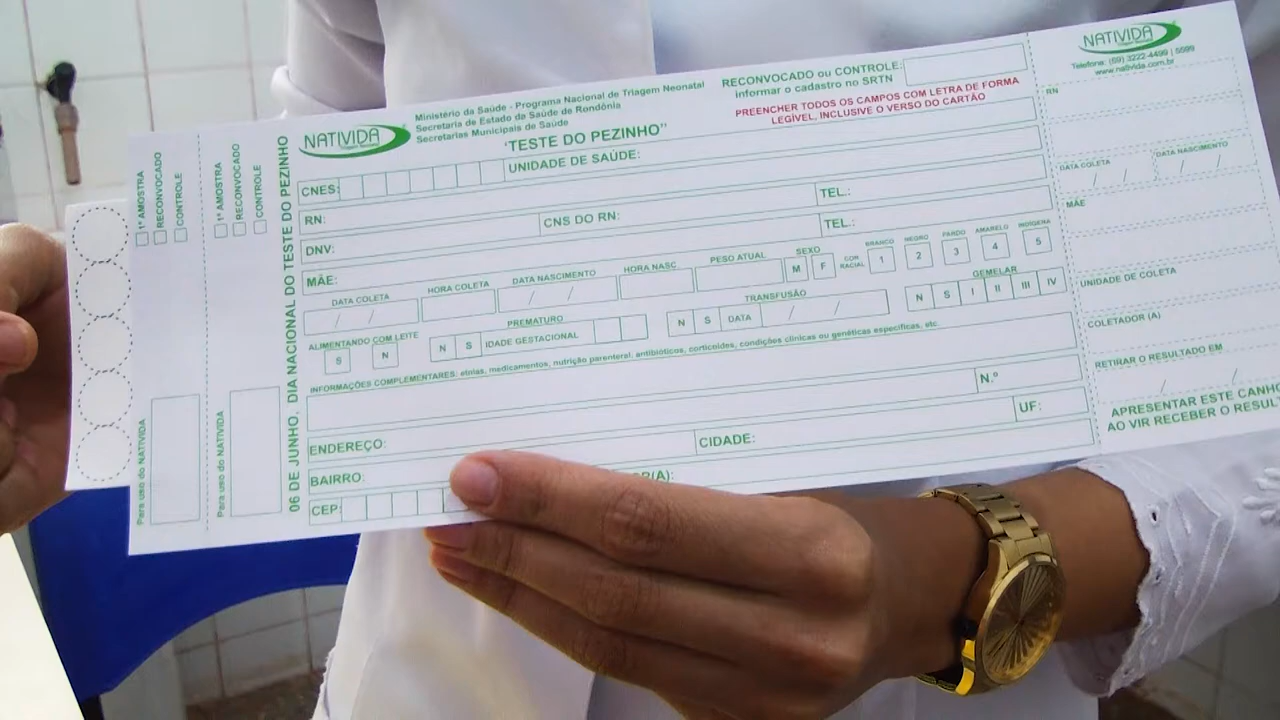 1ª AMOSTRA
RECONVOCADO
CONTROLE
Para uso do NATIVIDA
1ª AMOSTRA
RECONVOCADO
CONTROLE
Para uso do NATIVIDA
06 DE JUNHO, DIA NACIONAL DO TESTE DO PEZINHO
NATIVIDA
Triagem Neonatal
Ministério da Saúde - Programa Nacional de Triagem Neonatal
Secretaria de Estado da Saúde de Rondônia
Secretarias Municipais de Saúde
"TESTE DO PEZINHO"
RECONVOCADO ou CONTROLE:
informar o cadastro no SRTN
PREENCHER TODOS OS CAMPOS COM LETRA DE FORMA
LEGÍVEL, INCLUSIVE O VERSO DO CARTÃO
CNES: UNIDADE DE SAÚDE:
RN: CNS DO RN: TEL.:
DNV: TEL.:
MÃE:
DATA COLETA HORA COLETA DATA NASCIMENTO HORA NASC PESO ATUAL SEXO M F COR RACIAL BRANCO 1 NEGRO 2 PARDO 3 AMARELO 4 INDÍGENA 5
/ / / /
ALIMENTANDO COM LEITE S N PREMATURO N S IDADE GESTACIONAL TRANSFUSÃO N S DATA / / GEMELAR N S I II III IV
INFORMAÇÕES COMPLEMENTARES: etnias, medicamentos, nutrição parenteral: antibióticos, corticoides, condições clínicas ou genéticas específicas, etc
ENDEREÇO: N.º
BAIRRO: CIDADE: UF:
CEP: R(A):
NATIVIDA
Triagem Neonatal
Telefone: (69) 3222-4499 | 5599
www.nativida.com.br
RN
DATA COLETA DATA NASCIMENTO
/ / / /
MÃE
UNIDADE DE COLETA
COLETADOR (A)
RETIRAR O RESULTADO EM
/ /
APRESENTAR ESTE CANHO
AO VIR RECEBER O RESUL